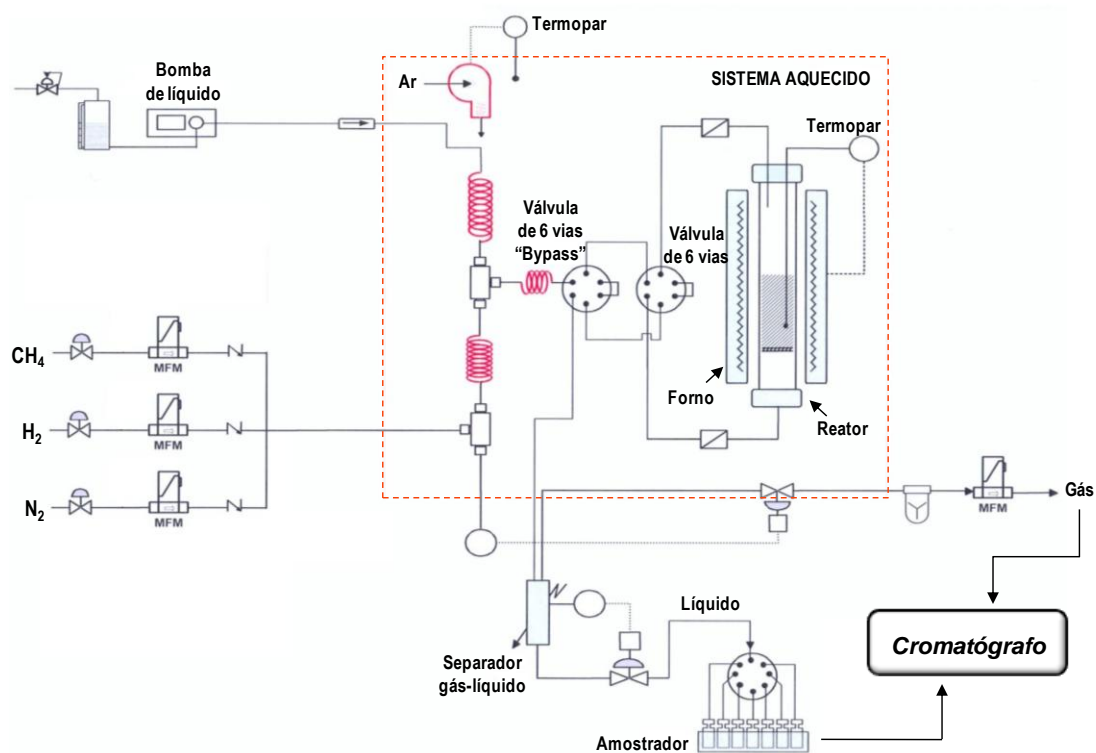 Termopar
Bomba
de líquido
Ar
SISTEMA AQUECIDO
Termopar
Válvula
de 6 vias
“Bypass”
Válvula
de 6 vias
CH4
MFM
H2
MFM
N2
MFM
Forno
Reator
MFM
Gás
Líquido
Separador
gás-líquido
Cromatógrafo
Amostrador